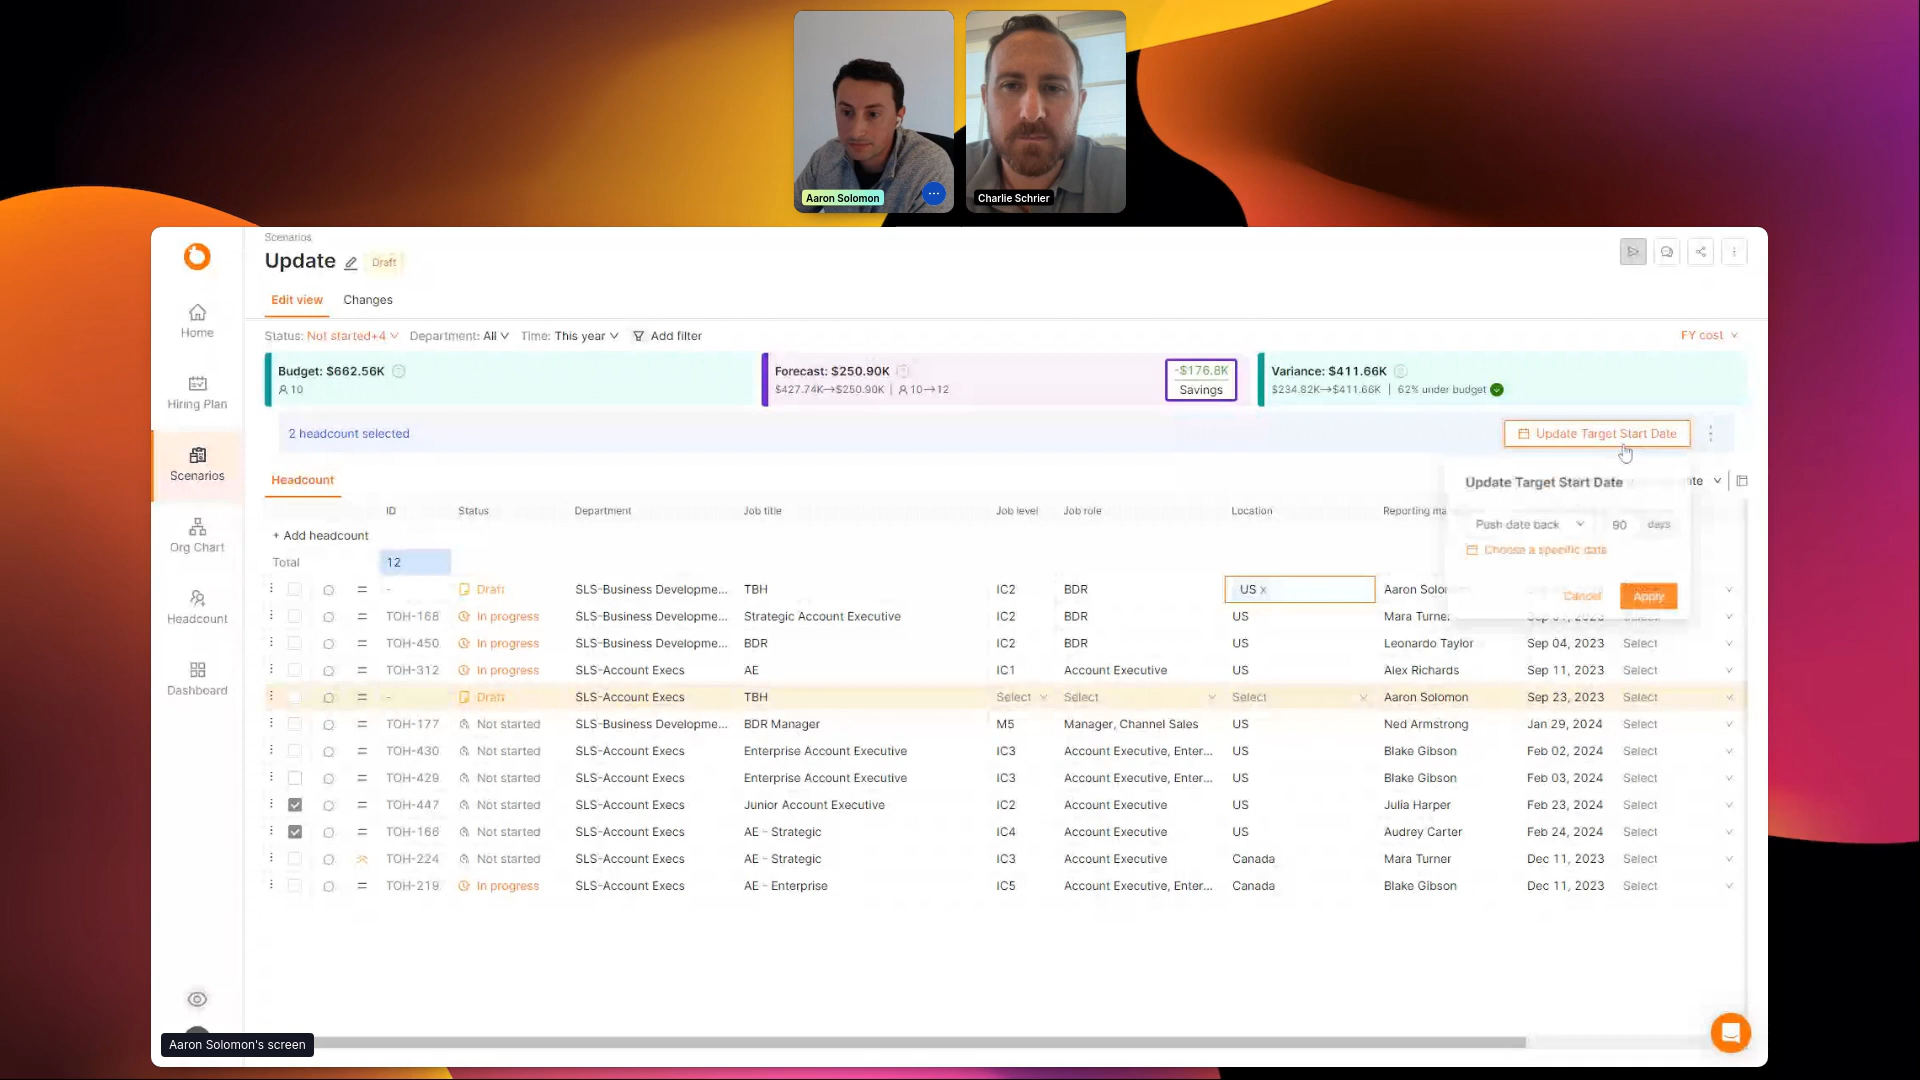 Aaron Solomon
Charlie Schrier
Scenarios
Update
Draft
Edit view
Changes
Status: Not started+4
Department: All
Time: This year
Add filter
FY cost
Budget: $662.56K
10
Forecast: $250.90K
$427.74K→$250.90K | 10→12
-$176.8K
Savings
Variance: $411.66K
$234.82K→$411.66K | 62% under budget
2 headcount selected
Update Target Start Date
Headcount
Update Target Start Date
Push date back
90
days
Choose a specific date
Cancel
Apply
ID
Status
Department
Job title
Job level
Job role
Location
Reporting ma
+ Add headcount
Total
12
- Draft SLS-Business Developme... TBH IC2 BDR US x Aaron Solo
TOH-168 In progress SLS-Business Developme... Strategic Account Executive IC2 BDR US Mara Turne
TOH-450 In progress SLS-Business Developme... BDR IC2 BDR US Leonardo Taylor Sep 04, 2023 Select
TOH-312 In progress SLS-Account Execs AE IC1 Account Executive US Alex Richards Sep 11, 2023 Select
- Draft SLS-Account Execs TBH Select Select Select Aaron Solomon Sep 23, 2023 Select
TOH-177 Not started SLS-Business Developme... BDR Manager M5 Manager, Channel Sales US Ned Armstrong Jan 29, 2024 Select
TOH-430 Not started SLS-Account Execs Enterprise Account Executive IC3 Account Executive, Enter... US Blake Gibson Feb 02, 2024 Select
TOH-429 Not started SLS-Account Execs Enterprise Account Executive IC3 Account Executive, Enter... US Blake Gibson Feb 03, 2024 Select
TOH-447 Not started SLS-Account Execs Junior Account Executive IC2 Account Executive US Julia Harper Feb 23, 2024 Select
TOH-166 Not started SLS-Account Execs AE - Strategic IC4 Account Executive US Audrey Carter Feb 24, 2024 Select
TOH-224 Not started SLS-Account Execs AE - Strategic IC3 Account Executive Canada Mara Turner Dec 11, 2023 Select
TOH-219 In progress SLS-Account Execs AE - Enterprise IC5 Account Executive, Enter... Canada Blake Gibson Dec 11, 2023 Select
Home
Hiring Plan
Scenarios
Org Chart
Headcount
Dashboard
Aaron Solomon's screen